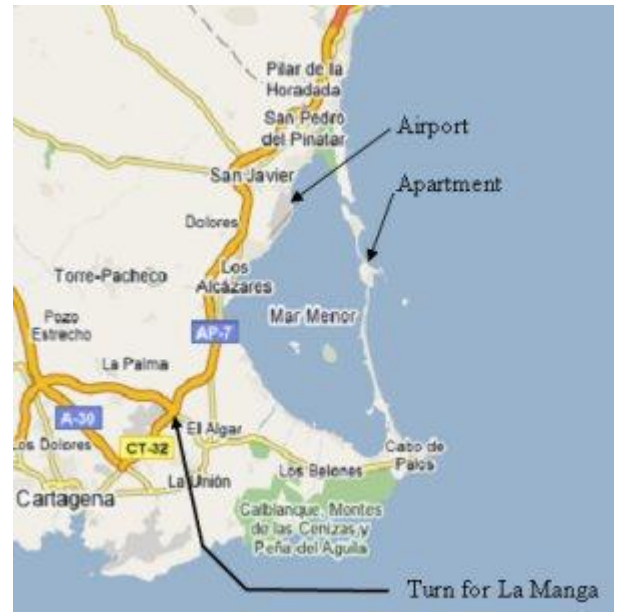 Pilar de la
Horadada
San Pedro
del Pinatar
Airport
San Javier
Apartment
Dolores
Los
Alcázares
Torre-Pacheco
Pozo
Estrecho
Mar Menor
AP-7
La Palma
A-30
El Algar
CT-32
Los Dolores
Cabo de
Palos
La Unión
Los Belones
Cartagena
Calblanque, Montes
de las Cenizas y
Peña del Aguila
Turn for La Manga